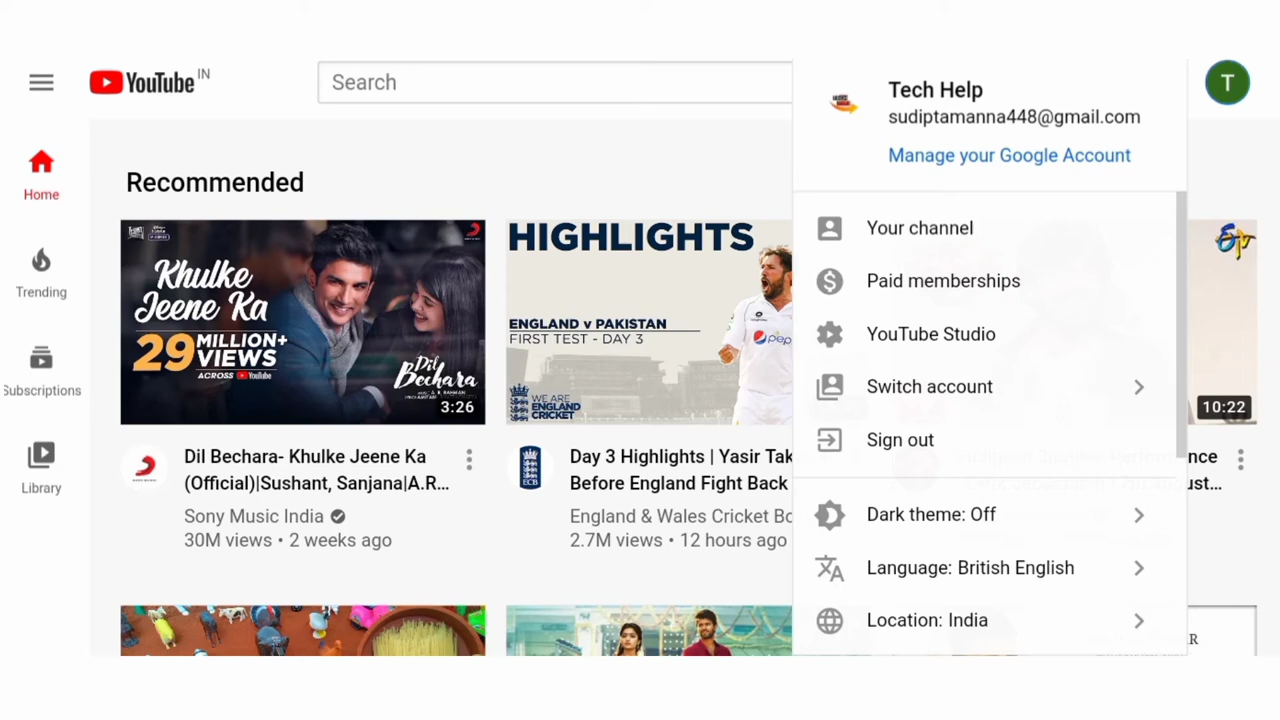 YouTube IN
Search
T
Tech Help
sudiptamanna448@gmail.com
Manage your Google Account
Home
Trending
Subscriptions
Library
Recommended
Khulke
Jeene Ka
29 MILLION+
VIEWS
ACROSS YouTube
Dil
Bechara
3:26
HIGHLIGHTS
ENGLAND v PAKISTAN
FIRST TEST - DAY 3
pepsi
WE ARE
ENGLAND
CRICKET
10:22
Dil Bechara- Khulke Jeene Ka
(Official)|Sushant, Sanjana|A.R...
Sony Music India
30M views • 2 weeks ago
ECB
Day 3 Highlights | Yasir Tak
Before England Fight Back
England & Wales Cricket Bo
2.7M views • 12 hours ago
Your channel
Paid memberships
YouTube Studio
Switch account
Sign out
Dark theme: Off
Language: British English
Location: India